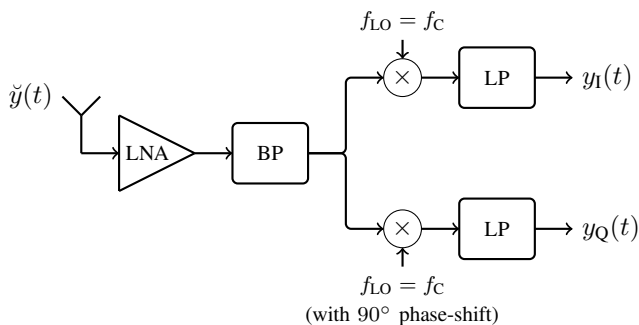 f_LO = f_C
y̆(t)
LNA
BP
×
LP
y_I(t)
×
LP
y_Q(t)
f_LO = f_C
(with 90° phase-shift)